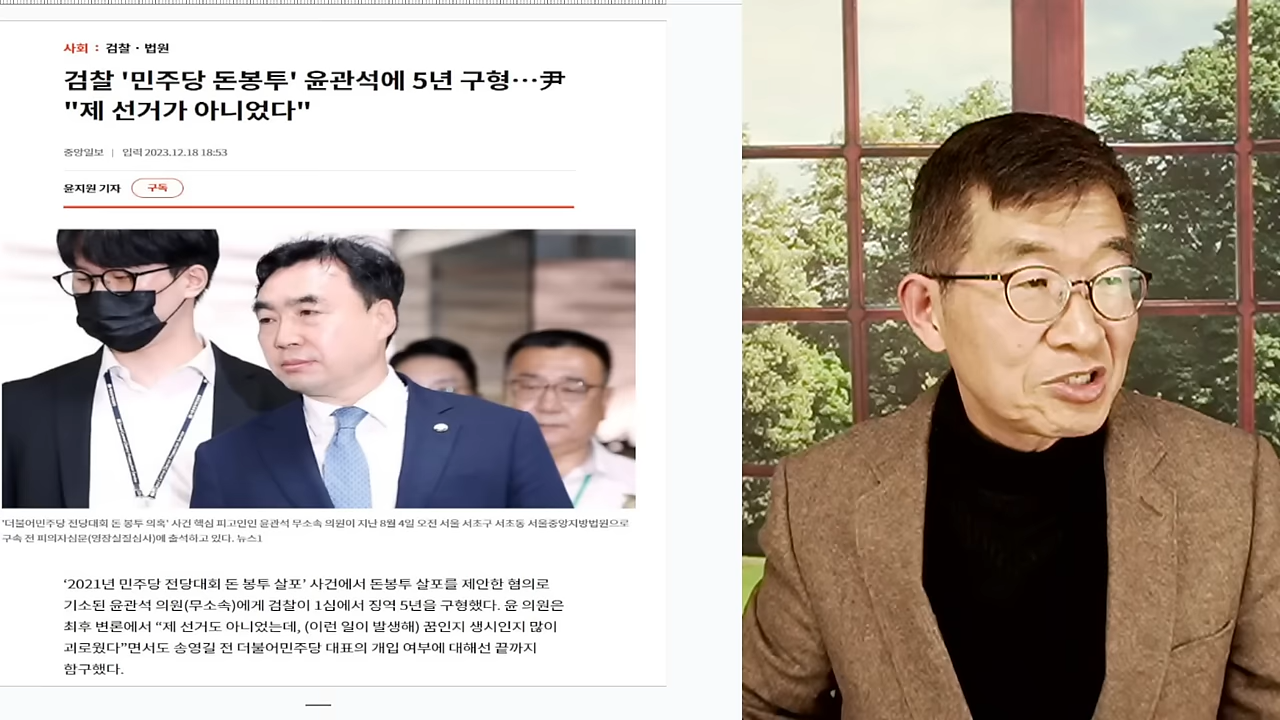 사회 : 검찰·법원
검찰 '민주당 돈봉투' 윤관석에 5년 구형…尹
"제 선거가 아니었다"
중앙일보 | 입력 2023.12.18 18:53
윤지원 기자 구독
'더불어민주당 전당대회 돈 봉투 의혹' 사건 핵심 피고인인 윤관석 무소속 의원이 지난 8월 4일 오전 서울 서초구 서초동 서울중앙지방법원으로
구속 전 피의자심문(영장실질심사)에 출석하고 있다. 뉴스1
‘2021년 민주당 전당대회 돈 봉투 살포’ 사건에서 돈봉투 살포를 제안한 혐의로
기소된 윤관석 의원(무소속)에게 검찰이 1심에서 징역 5년을 구형했다. 윤 의원은
최후 변론에서 “제 선거도 아니었는데, (이런 일이 발생해) 꿈인지 생시인지 많이
괴로웠다”면서도 송영길 전 더불어민주당 대표의 개입 여부에 대해선 끝까지
함구했다.